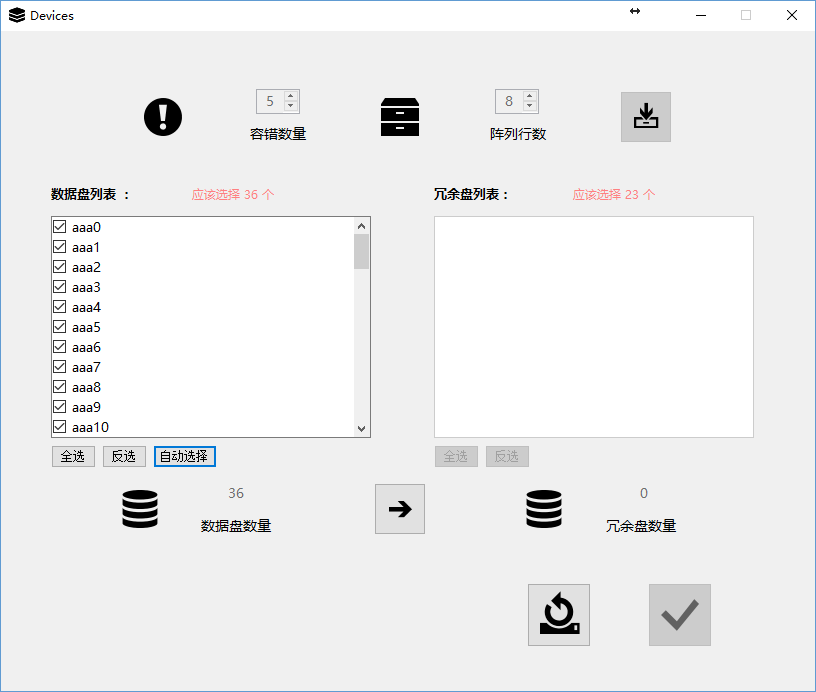 Devices
5
8
容错数量
阵列行数
数据盘列表 ：
应该选择 36 个
冗余盘列表：
应该选择 23 个
aaa0
aaa1
aaa2
aaa3
aaa4
aaa5
aaa6
aaa7
aaa8
aaa9
aaa10
全选
反选
自动选择
全选
反选
36
数据盘数量
0
冗余盘数量